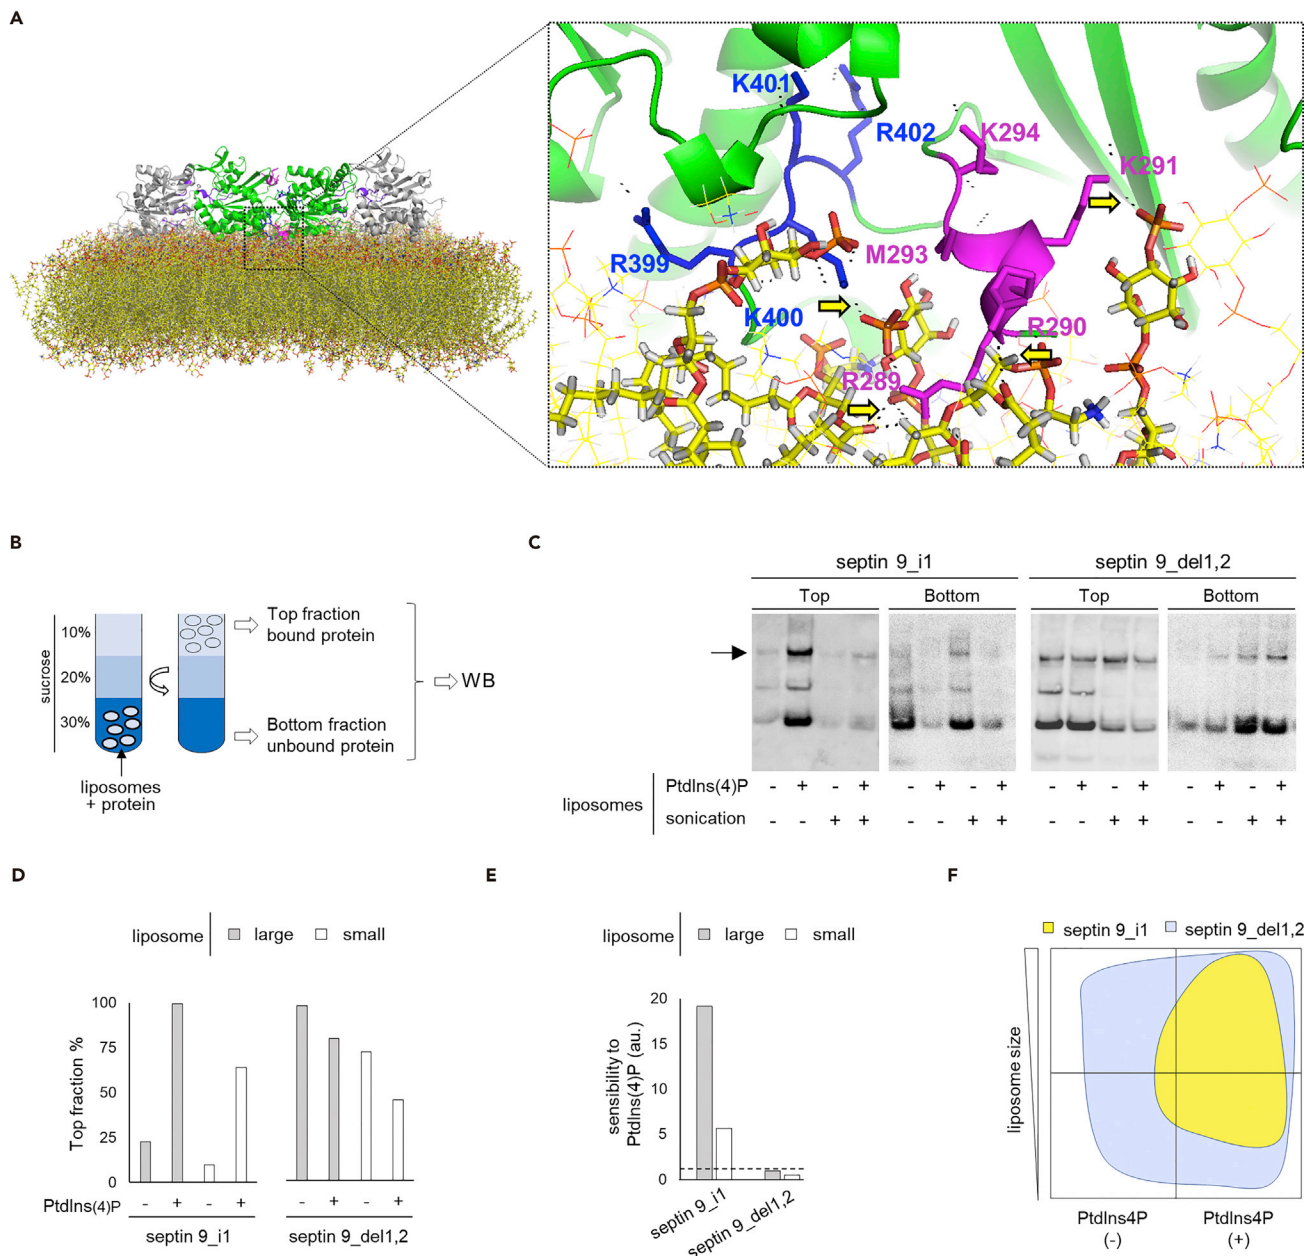 A
K401
R402
K294
K291
M293
R399
K400
R290
R289
B
sucrose
10%
20%
30%
Top fraction
bound protein
WB
Bottom fraction
unbound protein
liposomes
+ protein
C
septin 9_i1
septin 9_del1,2
Top
Bottom
Top
Bottom
liposomes
PtdIns(4)P
- + - + - + - + - + - + - + - +
sonication
- - + + - - + + - - + + - - + +
D
liposome
large
small
Top fraction %
100
75
50
25
0
PtdIns(4)P
- + - + - + - +
septin 9_i1
septin 9_del1,2
E
liposome
large
small
sensibility to
PtdIns(4)P (au.)
20
15
10
5
0
septin 9_i1
septin 9_del1,2
F
septin 9_i1
septin 9_del1,2
liposome size
PtdIns4P
(-)
PtdIns4P
(+)